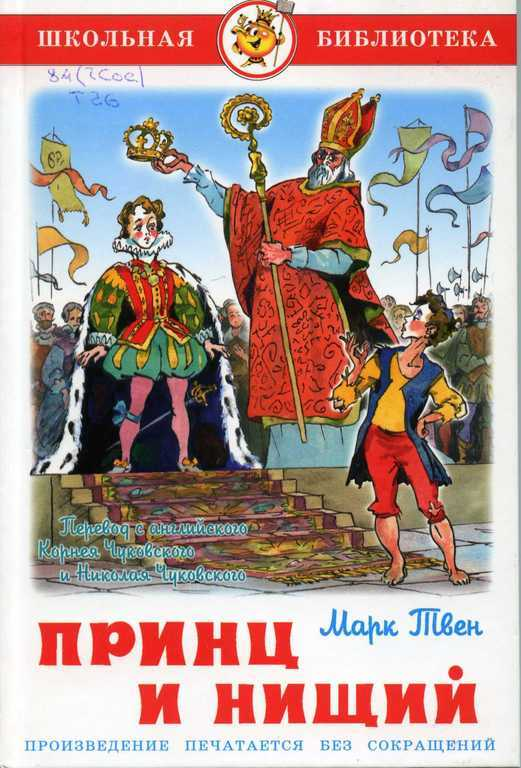 ШКОЛЬНАЯ БИБЛИОТЕКА
84(7Сое)
Т26
Перевод с английского
Корнея Чуковского
и Николая Чуковского
Марк Твен
ПРИНЦ
И НИЩИЙ
ПРОИЗВЕДЕНИЕ ПЕЧАТАЕТСЯ БЕЗ СОКРАЩЕНИЙ